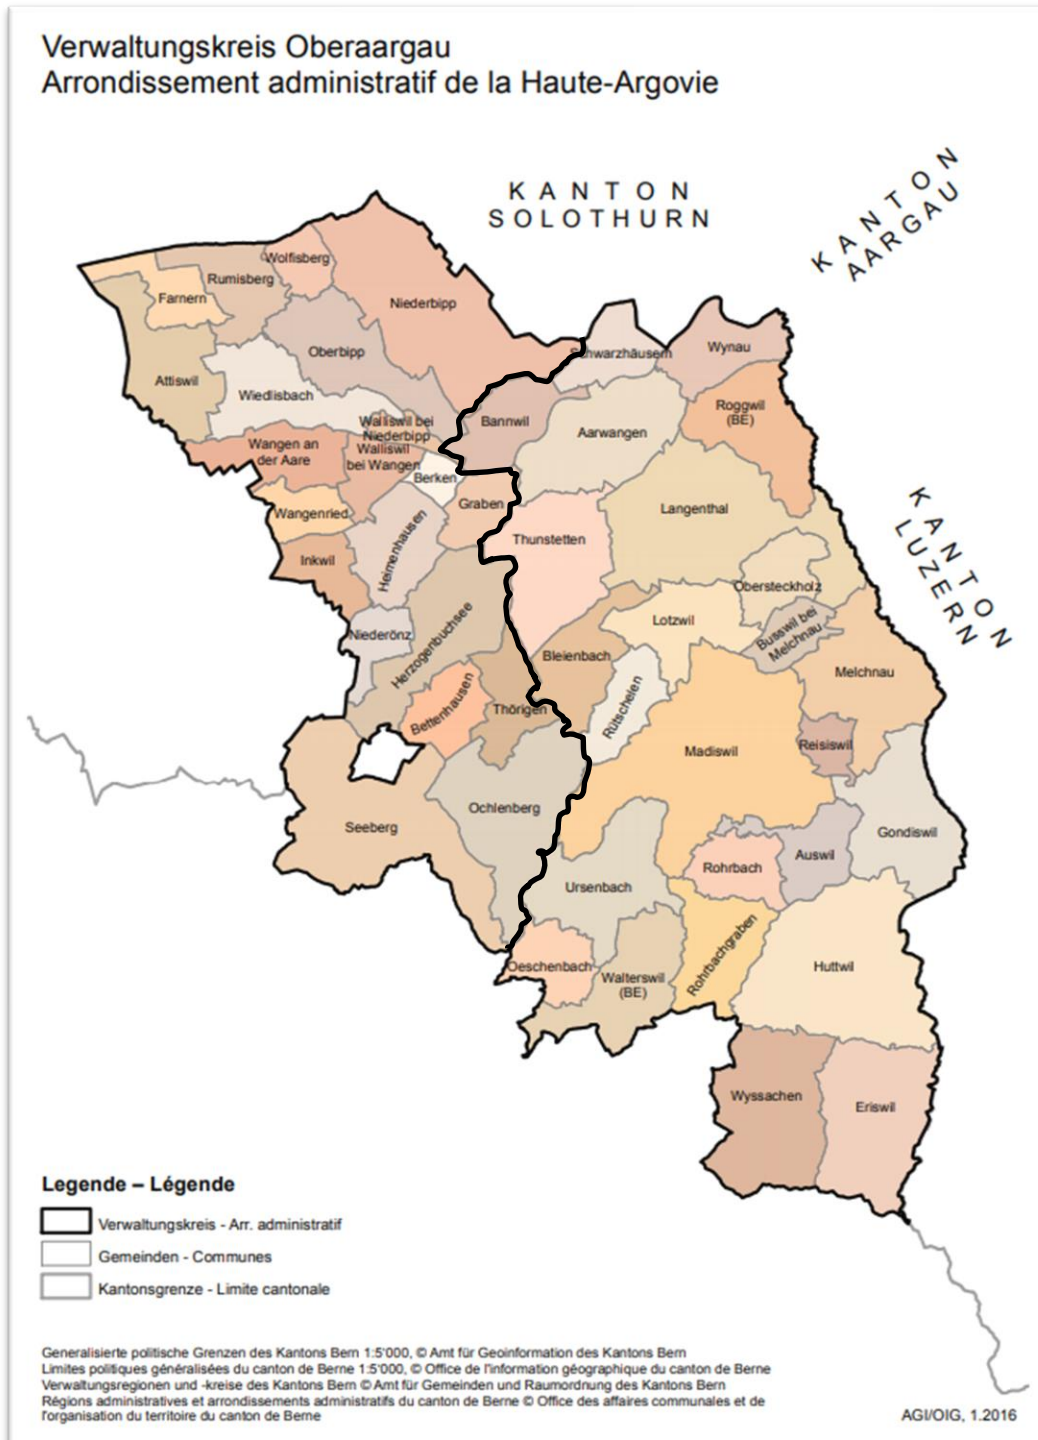 Verwaltungskreis Oberaargau
Arrondissement administratif de la Haute-Argovie
KANTON
SOLOTHURN
KANTON
AARGAU
Wolfisberg
Rumisberg
Farnern
Niederbipp
Oberbipp
Schwarzhäusern
Wynau
Attiswil
Wiedlisbach
Roggwil
(BE)
Walliswil bei
Niederbipp
Bannwil
Aarwangen
Wangen an
der Aare
Walliswil
bei Wangen
Berken
Graben
Langenthal
KANTON
LUZERN
Wangenried
Heimenhausen
Thunstetten
Inkwil
Obersteckholz
Niederönz
Herzogenbuchsee
Lotzwil
Busswil bei
Melchnau
Bleienbach
Melchnau
Bettenhausen
Thörigen
Rütschelen
Madiswil
Reisiswil
Ochlenberg
Seeberg
Gondiswil
Auswil
Rohrbach
Ursenbach
Oeschenbach
Walterswil
(BE)
Rohrbachgraben
Huttwil
Wyssachen
Eriswil
Legende – Légende
Verwaltungskreis - Arr. administratif
Gemeinden - Communes
Kantonsgrenze - Limite cantonale
Generalisierte politische Grenzen des Kantons Bern 1:5'000, © Amt für Geoinformation des Kantons Bern
Limites politiques généralisées du canton de Berne 1:5'000, © Office de l'information géographique du canton de Berne
Verwaltungsregionen und -kreise des Kantons Bern © Amt für Gemeinden und Raumordnung des Kantons Bern
Régions administratives et arrondissements administratifs du canton de Berne © Office des affaires communales et de
l'organisation du territoire du canton de Berne
AGI/OIG, 1.2016